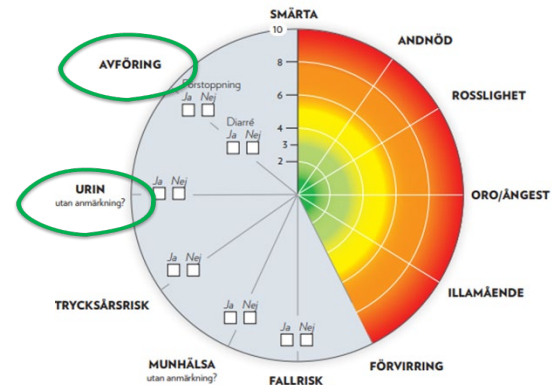 SMÄRTA
10
ANDNÖD
8
ROSSLIGHET
6
4
3
2
ORO/ÅNGEST
ILLAMÅENDE
FÖRVIRRING
FALLRISK
Ja Nej
MUNHÄLSA
utan anmärkning?
Ja Nej
TRYCKSÅRSRISK
Ja Nej
URIN
utan anmärkning?
Ja Nej
AVFÖRING
Förstoppning
Ja Nej
Diarré
Ja Nej